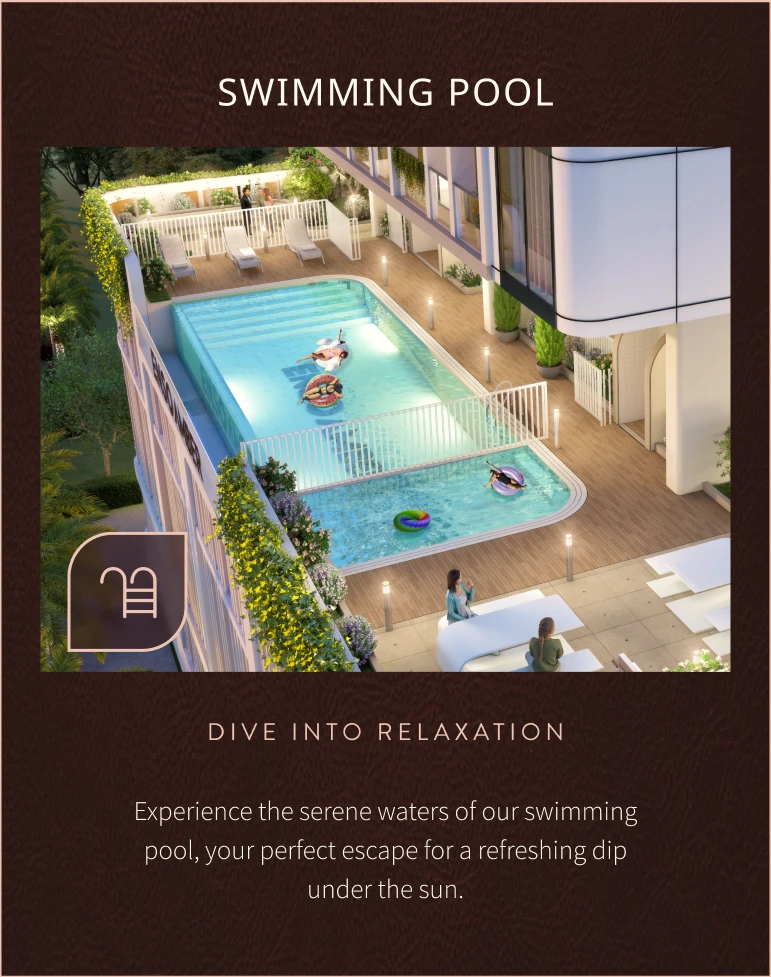 SWIMMING POOL
DIVE INTO RELAXATION
Experience the serene waters of our swimming
pool, your perfect escape for a refreshing dip
under the sun.